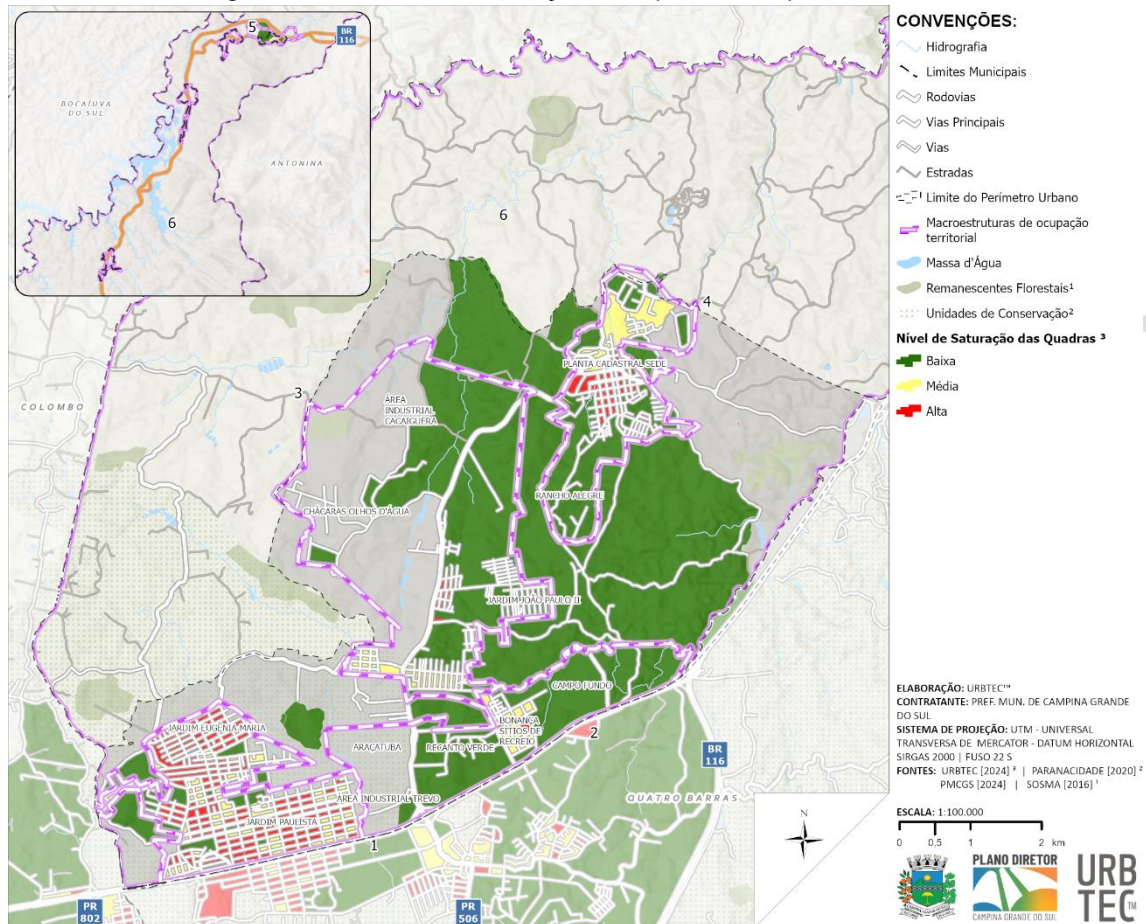 5
BR
116
BOCAIUVA
DO SUL
ANTONINA
6
6
4
PLANTA CADASTRAL SEDE
3
COLOMBO
ÁREA
INDUSTRIAL
CACAIGUERA
RANCHO ALEGRE
CHÁCARAS OLHOS D'ÁGUA
JARDIM JOÃO PAULO II
CAMPO FUNDO
BONANÇA
SÍTIOS DE
RECREIO
JARDIM EUGÊNIA MARIA
ARAÇATUBA
RECANTO VERDE
2
BR
116
ÁREA INDUSTRIAL TREVO
QUATRO BARRAS
JARDIM PAULISTA
1
N
PR
802
PR
506
CONVENÇÕES:
Hidrografia
Limites Municipais
Rodovias
Vias Principais
Vias
Estradas
Limite do Perímetro Urbano
Macroestruturas de ocupação
territorial
Massa d'Água
Remanescentes Florestais¹
Unidades de Conservação²
Nível de Saturação das Quadras ³
Baixa
Média
Alta
ELABORAÇÃO: URBTEC™
CONTRATANTE: PREF. MUN. DE CAMPINA GRANDE
DO SUL
SISTEMA DE PROJEÇÃO: UTM - UNIVERSAL
TRANSVERSA DE MERCATOR - DATUM HORIZONTAL
SIRGAS 2000 | FUSO 22 S
FONTES: URBTEC [2024] ³ | PARANACIDADE [2020] ²
PMCGS [2024] | SOSMA [2016] ¹
ESCALA: 1:100.000
0 0,5 1 2 km
PLANO DIRETOR
CAMPINA GRANDE DO SUL
URB
TEC™